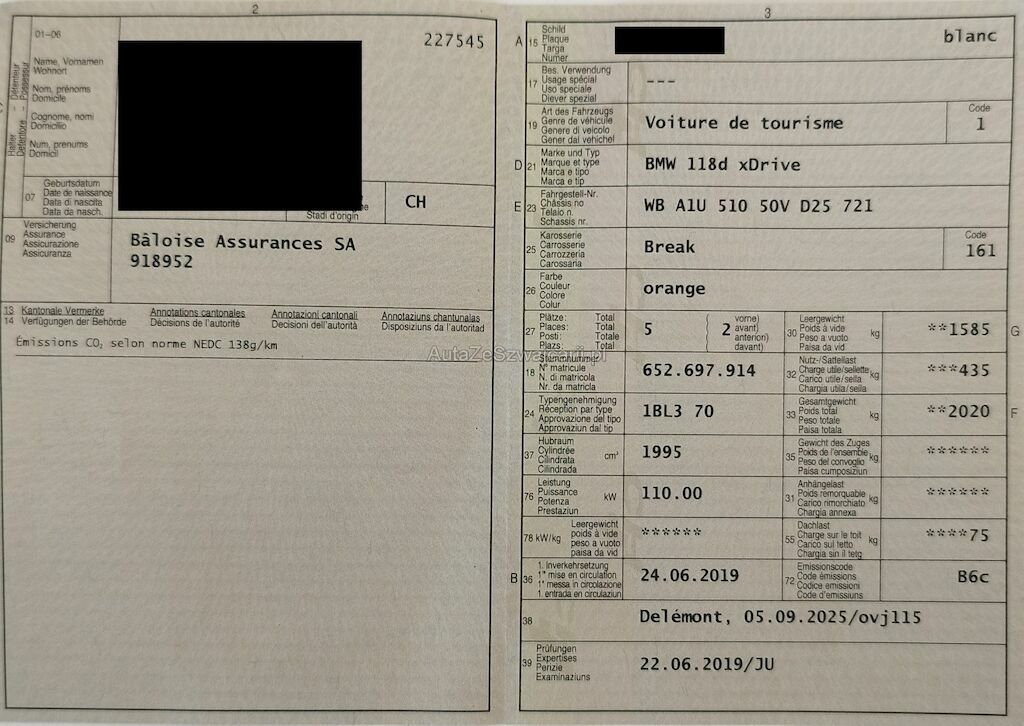 2
01-06
227545
Halter
Détenteur
Detentore
Possessur
Name, Vornamen
Wohnort
Nom, prénoms
Domicile
Cognome, nomi
Domicilio
Num, prenums
Domicil
07
Geburtsdatum
Date de naissance
Data di nascita
Data da nasch.
Stadi d'origin
CH
09
Versicherung
Assurance
Assicurazione
Assicuranza
Bâloise Assurances SA
918952
13 Kantonale Vermerke Annotations cantonales Annotazioni cantonali Annotaziuns chantunalas
14 Verfügungen der Behörde Décisions de l'autorité Decisioni dell'autorità Disposiziuns da l'autoritad
Émissions CO₂ selon norme NEDC 138g/km
AutaZeSzwajcarii.pl
3
A 15
Schild
Plaque
Targa
Numer
blanc
17
Bes. Verwendung
Usage spécial
Uso speciale
Diever spezial
---
19
Art des Fahrzeugs
Genre de véhicule
Genere di veicolo
Gener dal vehichel
Voiture de tourisme
Code
1
D 21
Marke und Typ
Marque et type
Marca e tipo
Marca e tip
BMW 118d xDrive
E 23
Fahrgestell-Nr.
Châssis no
Telaio n.
Schassis nr.
WB A1U 510 50V D25 721
25
Karosserie
Carrosserie
Carrozzeria
Carossaria
Break
Code
161
26
Farbe
Couleur
Colore
Colur
orange
27
Plätze: Total
Places: Total
Posti: Totale
Plazs: Total
5
( 2 vorne)
avant)
anterion)
davant)
30
Leergewicht
Poids à vide
Peso a vuoto
Paisa da vid
kg
**1585
G
18
Stammnummer
N° matricule
N. di matricola
Nr. da matricla
652.697.914
32
Nutz-/Sattellast
Charge utile/sellette
Carico utile/sella
Chargia utila/sella
kg
***435
24
Typengenehmigung
Réception par type
Approvazione del tipo
Approvaziun dal tip
1BL3 70
33
Gesamtgewicht
Poids total
Peso totale
Paisa totala
kg
**2020
F
37
Hubraum
Cylindrée
Cilindrata
Cilindrada
cm³
1995
35
Gewicht des Zuges
Poids de l'ensemble
Peso del convoglio
Paisa cumposiziun
kg
******
76
Leistung
Puissance
Potenza
Prestaziun
kW
110.00
31
Anhängelast
Poids remorquable
Carico rimorchiato
Chargia annexa
kg
******
78 kW/kg
Leergewicht
poids à vide
peso a vuoto
paisa da vid
******
55
Dachlast
Charge sur le toit
Carico sul tetto
Chargia sin il tetg
kg
****75
B 36
1. Inverkehrsetzung
1re mise en circulation
1a messa in circolazione
1. entrada en circulaziun
24.06.2019
72
Emissionscode
Code émissions
Codice emissioni
Code d'emissiuns
B6c
38
Delémont, 05.09.2025/ovj115
39
Prüfungen
Expertises
Perizie
Examinaziuns
22.06.2019/JU